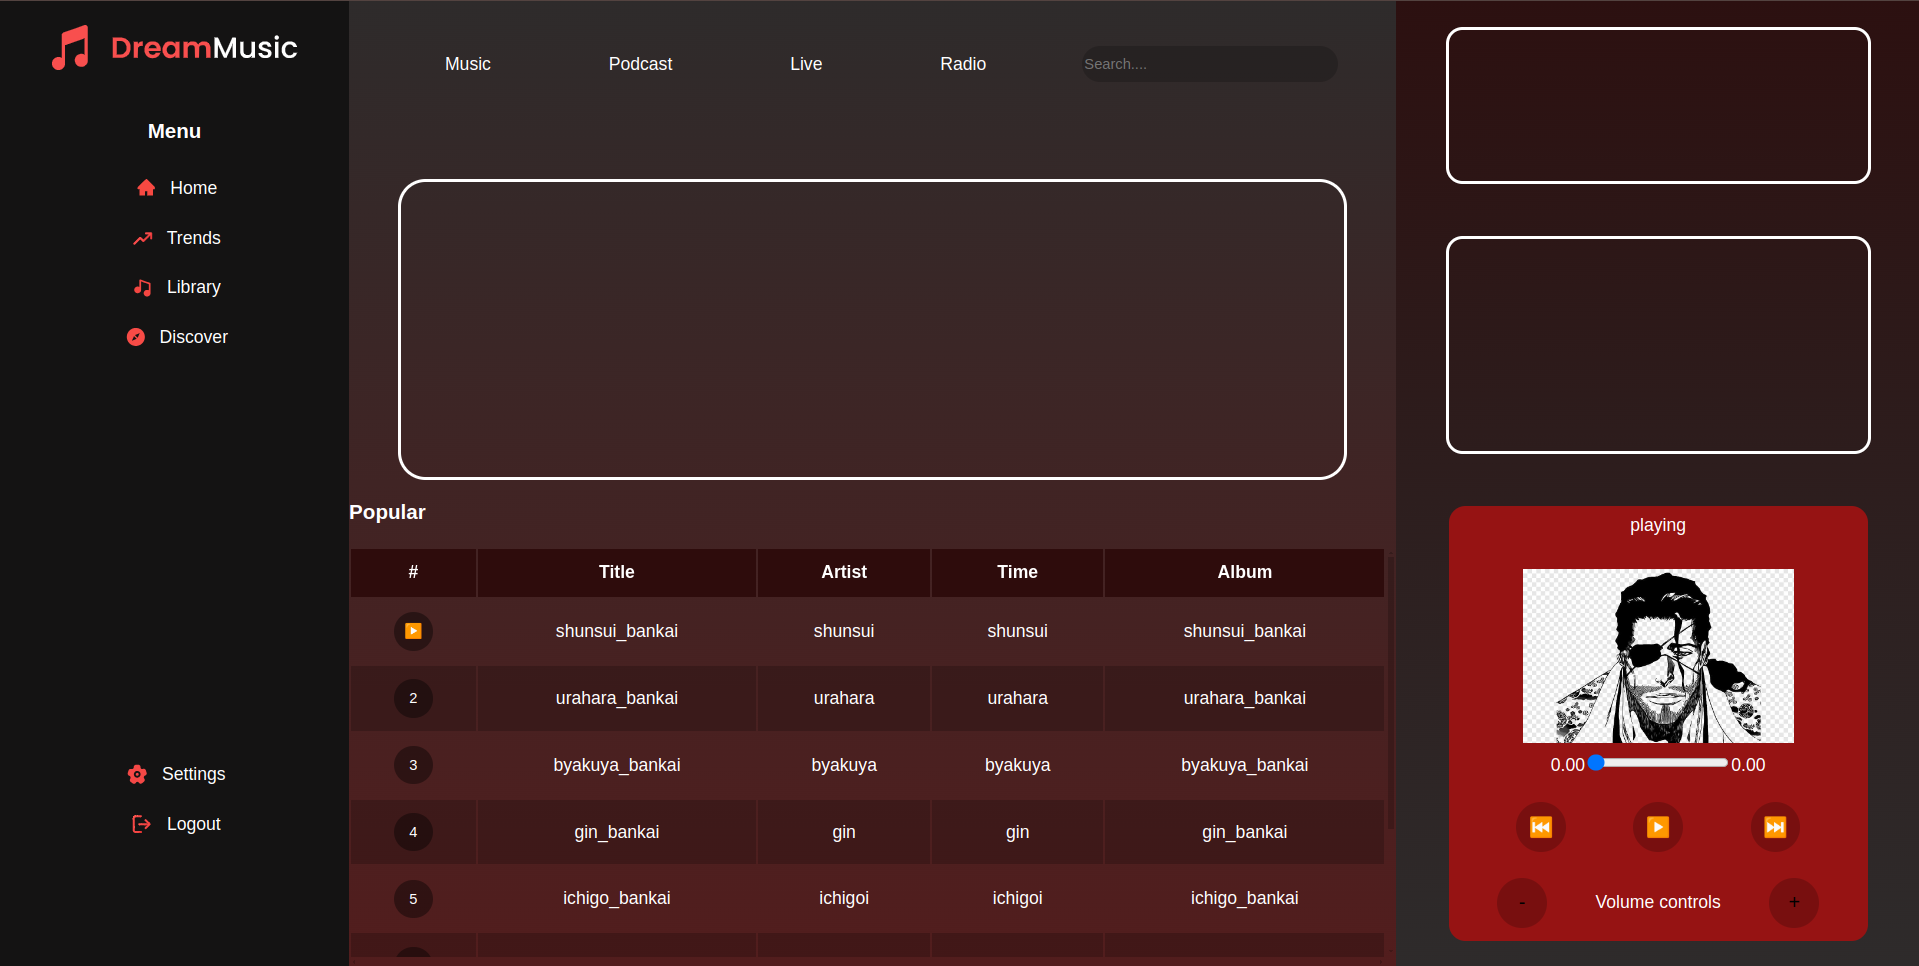 DreamMusic
Menu
Home
Trends
Library
Discover
Settings
Logout
Music Podcast Live Radio Search....
Popular
# Title Artist Time Album
shunsui_bankai shunsui shunsui shunsui_bankai
2 urahara_bankai urahara urahara urahara_bankai
3 byakuya_bankai byakuya byakuya byakuya_bankai
4 gin_bankai gin gin gin_bankai
5 ichigo_bankai ichigoi ichigoi ichigo_bankai
playing
0.00 0.00
- Volume controls +